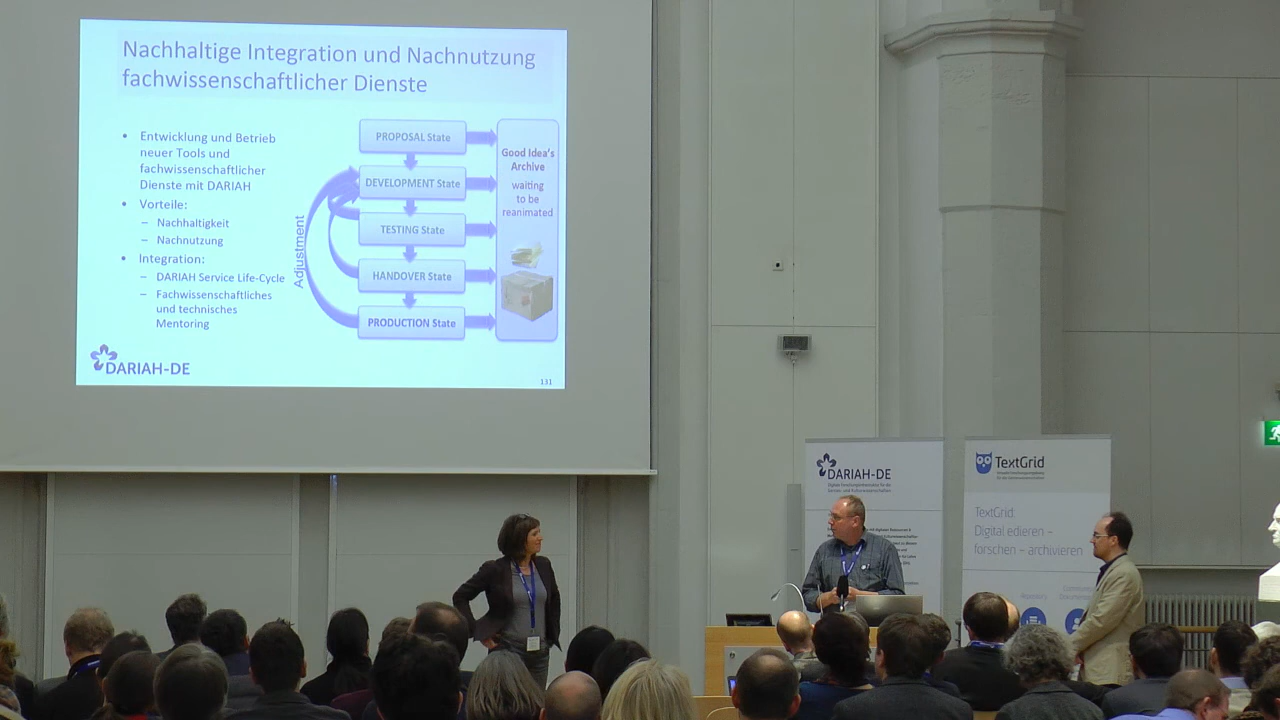 Nachhaltige Integration und Nachnutzung
fachwissenschaftlicher Dienste
• Entwicklung und Betrieb
neuer Tools und
fachwissenschaftlicher
Dienste mit DARIAH
• Vorteile:
– Nachhaltigkeit
– Nachnutzung
• Integration:
– DARIAH Service Life-Cycle
– Fachwissenschaftliches
und technisches
Mentoring
Adjustment
PROPOSAL State
DEVELOPMENT State
TESTING State
HANDOVER State
PRODUCTION State
Good Idea's
Archive
waiting
to be
reanimated
DARIAH-DE
131
DARIAH-DE
TextGrid
TextGrid
Digital edieren –
forschen – archivieren
Repository